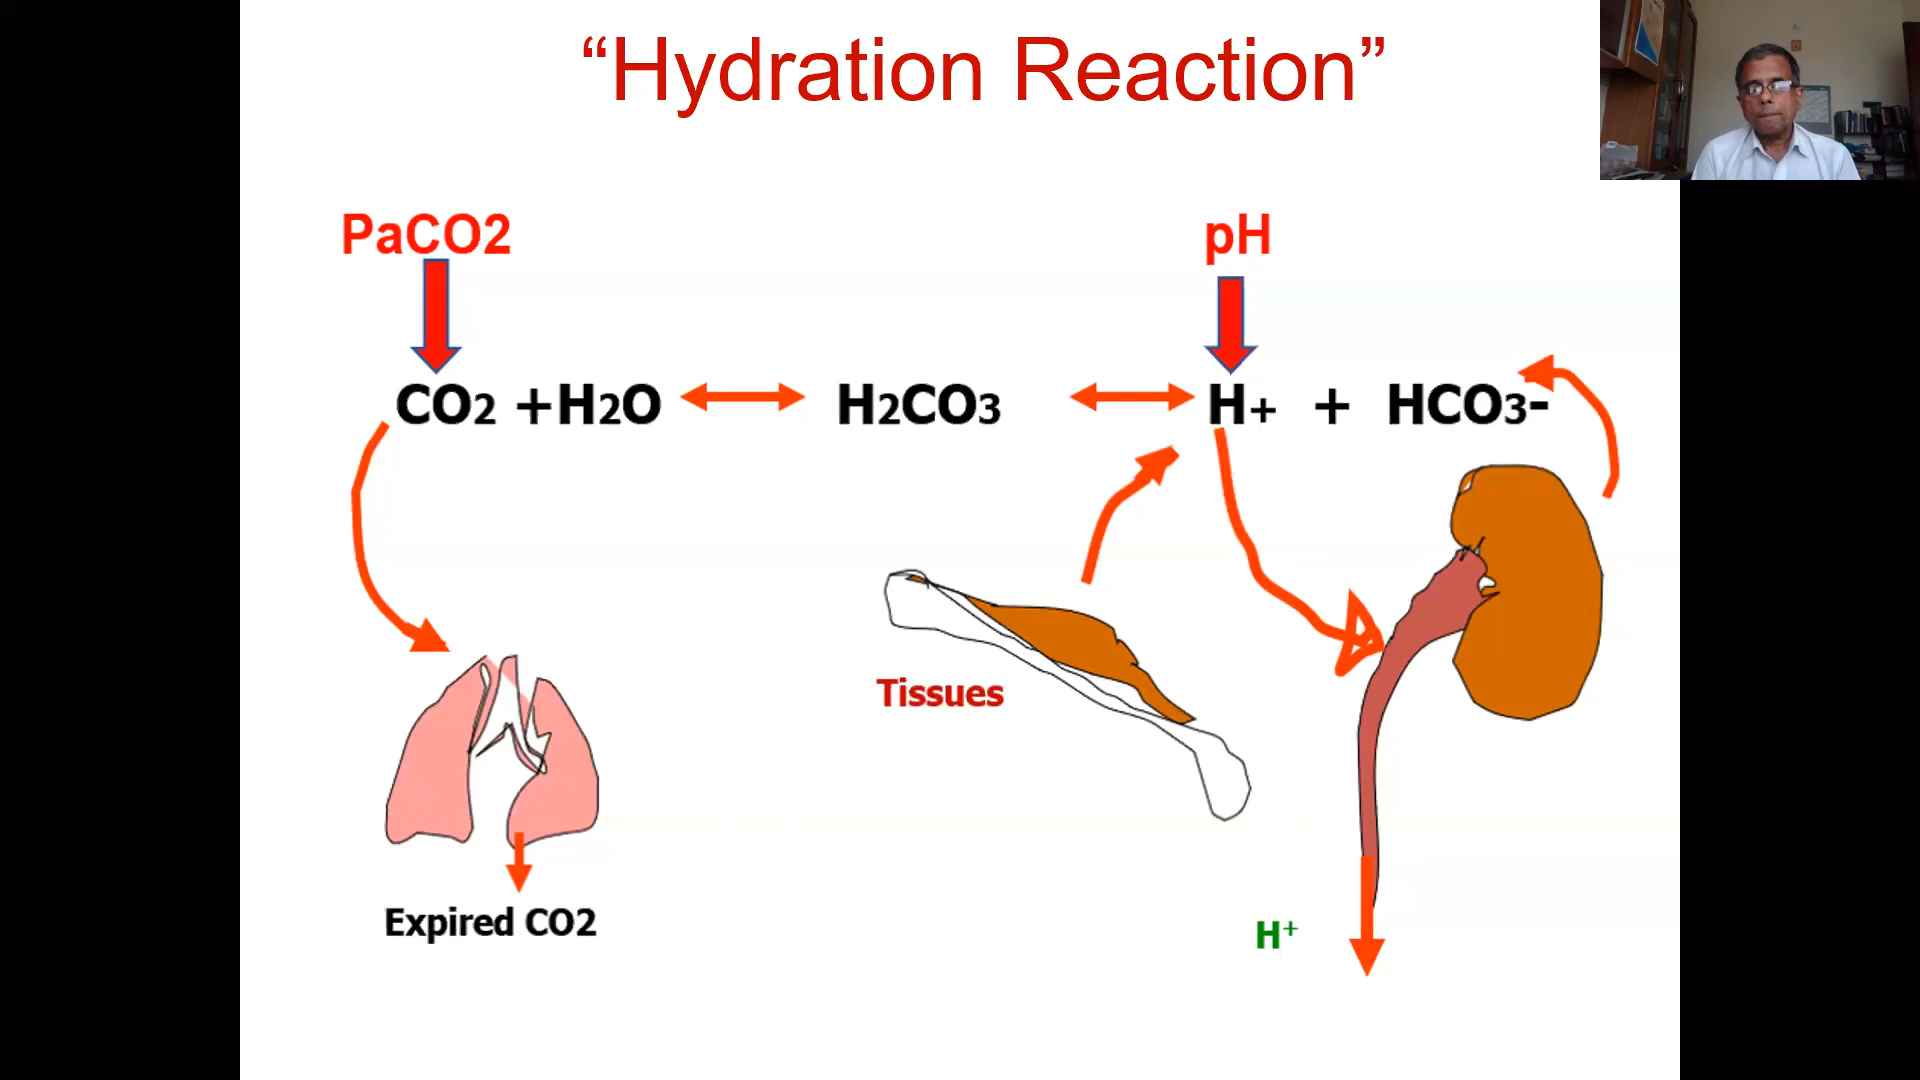 “Hydration Reaction”
PaCO2
pH
CO2 +H2O H2CO3 H+ + HCO3-
Tissues
Expired CO2
H+